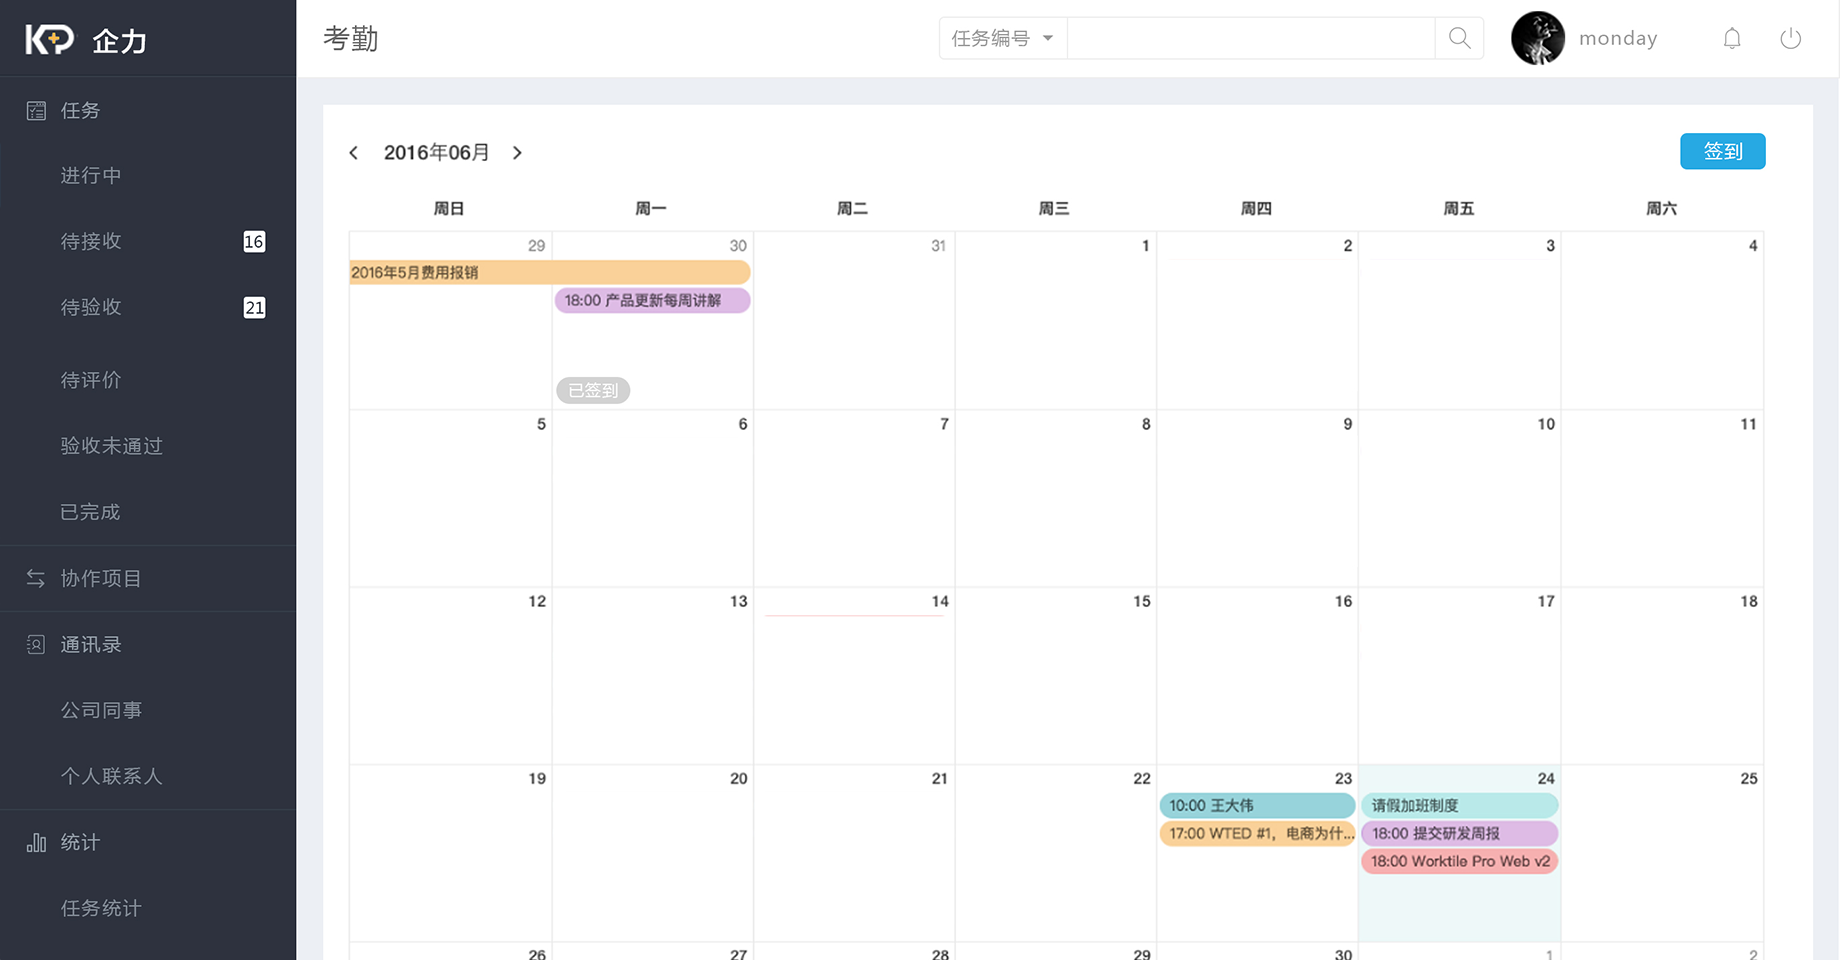 KP 企力
考勤
任务编号
monday
任务
进行中
待接收 16
待验收 21
待评价
验收未通过
已完成
协作项目
通讯录
公司同事
个人联系人
统计
任务统计
2016年06月
签到
周日 周一 周二 周三 周四 周五 周六
29 30 31 1 2 3 4
2016年5月费用报销
18:00 产品更新每周讲解
已签到
5 6 7 8 9 10 11
12 13 14 15 16 17 18
19 20 21 22 23 24 25
10:00 王大伟
17:00 WTED #1，电商为什...
请假加班制度
18:00 提交研发周报
18:00 Worktile Pro Web v2
26 27 28 29 30 1 2